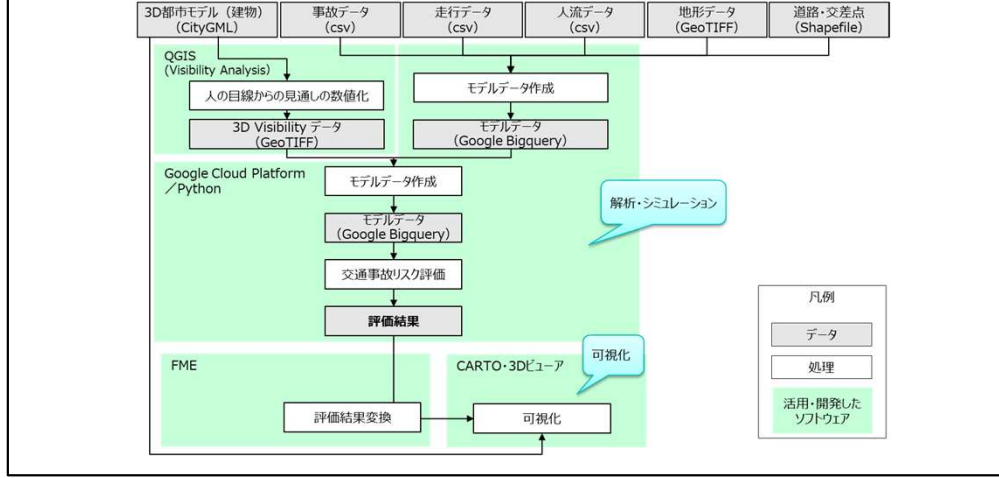 3D都市モデル（建物）
（CityGML）
事故データ
（csv）
走行データ
（csv）
人流データ
（csv）
地形データ
（GeoTIFF）
道路・交差点
（Shapefile）
QGIS
（Visibility Analysis）
人の目線からの見通しの数値化
3D Visibility データ
（GeoTIFF）
モデルデータ作成
モデルデータ
（Google Bigquery）
Google Cloud Platform
／Python
モデルデータ作成
モデルデータ
（Google Bigquery）
交通事故リスク評価
評価結果
解析・シミュレーション
FME
評価結果変換
CARTO・3Dビューア
可視化
可視化
凡例
データ
処理
活用・開発した
ソフトウェア